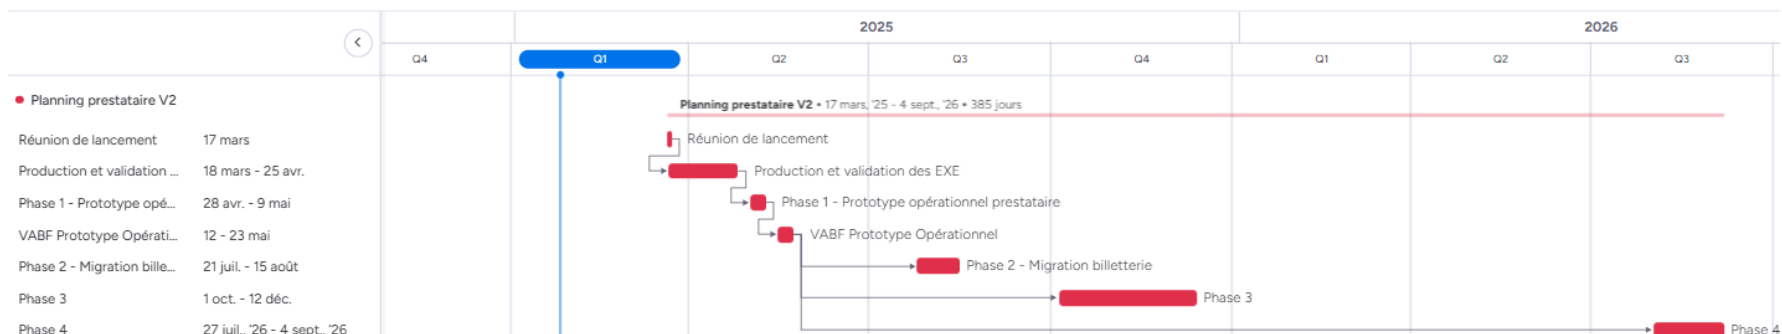 2025 2026
Q4 Q1 Q2 Q3 Q4 Q1 Q2 Q3
Planning prestataire V2
Planning prestataire V2 • 17 mars, '25 - 4 sept., '26 • 385 jours
Réunion de lancement 17 mars Réunion de lancement
Production et validation ... 18 mars - 25 avr. Production et validation des EXE
Phase 1 - Prototype opé... 28 avr. - 9 mai Phase 1 - Prototype opérationnel prestataire
VABF Prototype Opérati... 12 - 23 mai VABF Prototype Opérationnel
Phase 2 - Migration bille... 21 juil. - 15 août Phase 2 - Migration billetterie
Phase 3 1 oct. - 12 déc. Phase 3
Phase 4 27 juil., '26 - 4 sept., '26 Phase 4